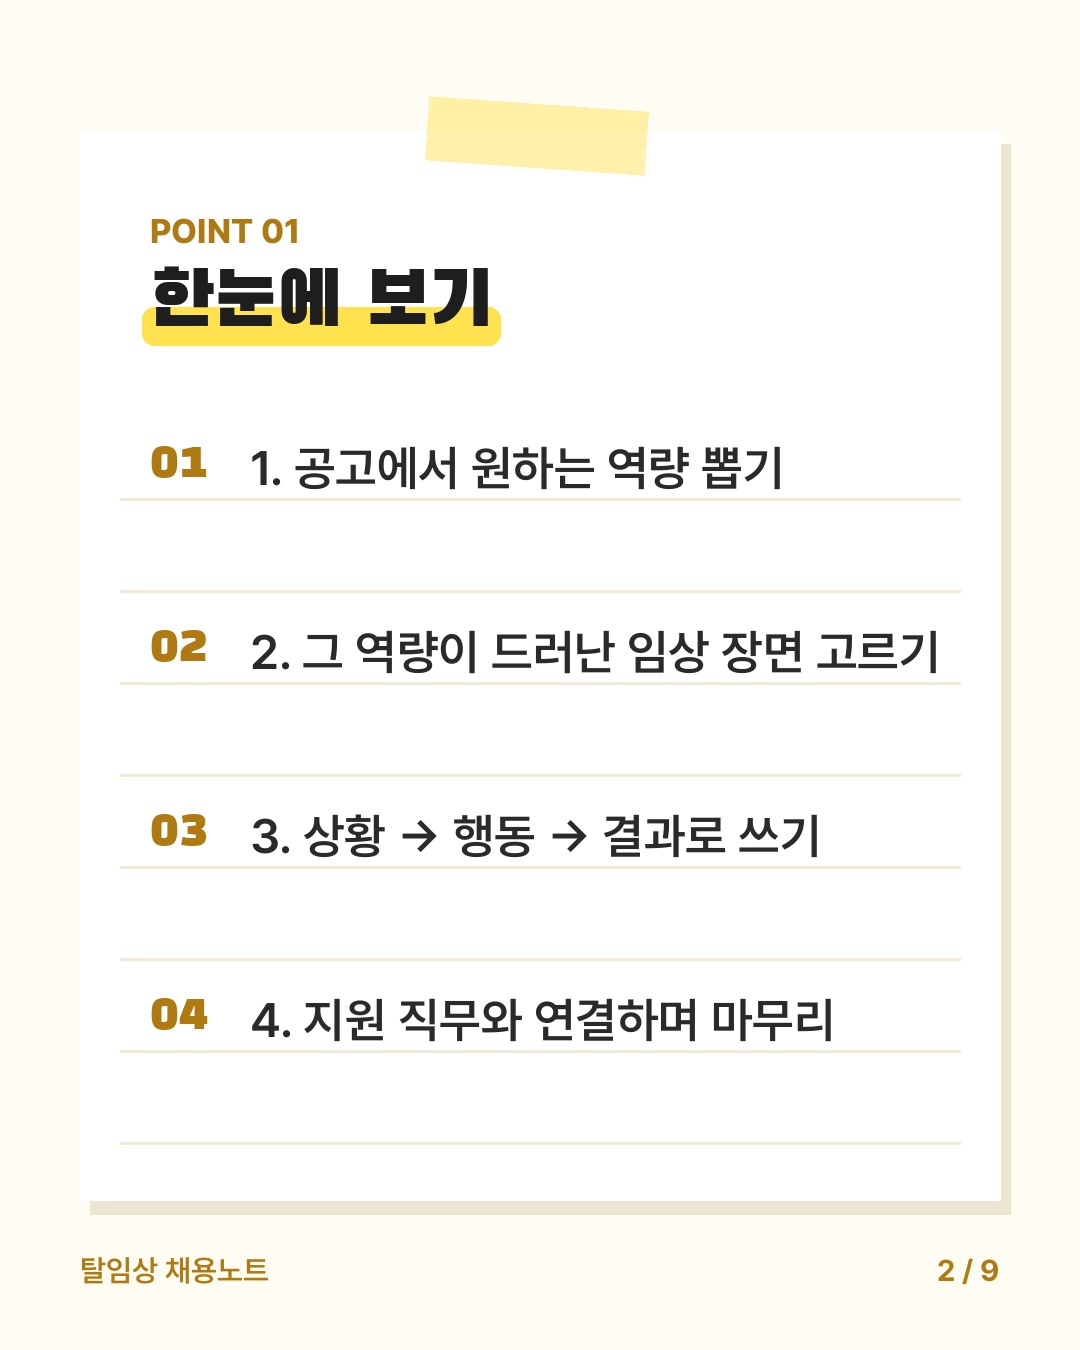 POINT 01
한눈에 보기
01 1. 공고에서 원하는 역량 뽑기
02 2. 그 역량이 드러난 임상 장면 고르기
03 3. 상황 → 행동 → 결과로 쓰기
04 4. 지원 직무와 연결하며 마무리
탈임상 채용노트 2 / 9